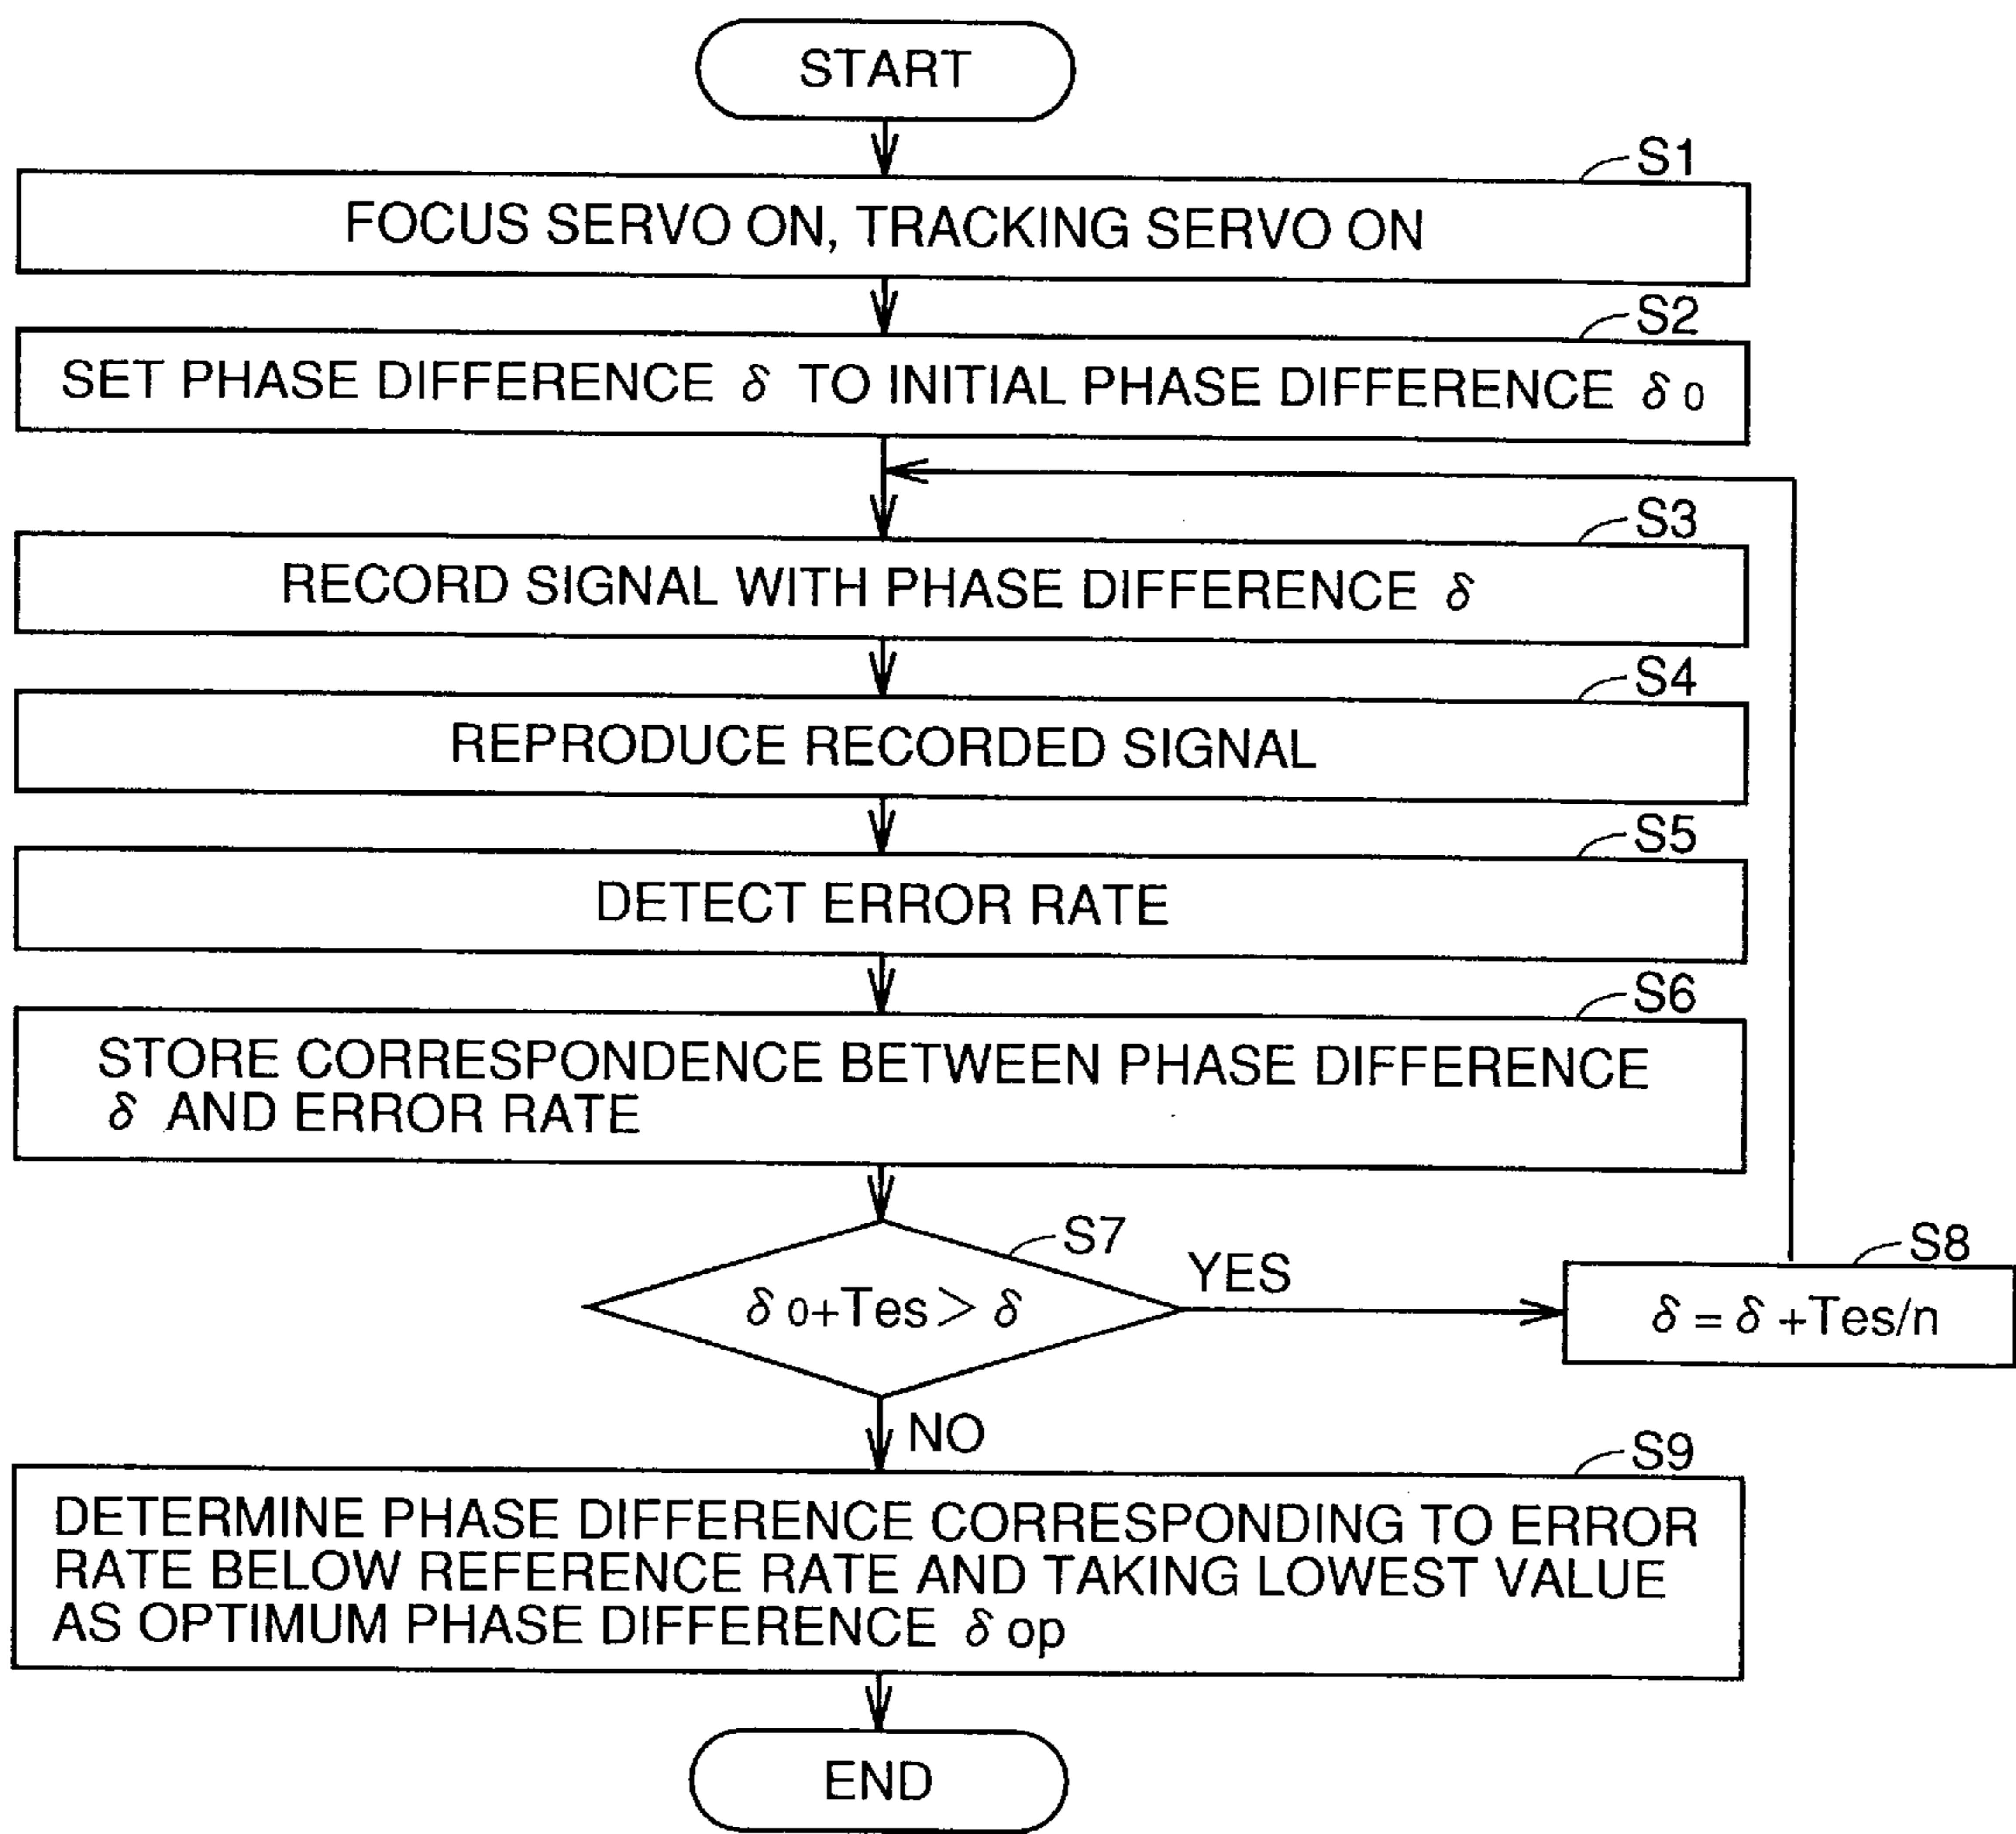 START
S1
FOCUS SERVO ON, TRACKING SERVO ON
S2
SET PHASE DIFFERENCE δ TO INITIAL PHASE DIFFERENCE δ0
S3
RECORD SIGNAL WITH PHASE DIFFERENCE δ
S4
REPRODUCE RECORDED SIGNAL
S5
DETECT ERROR RATE
S6
STORE CORRESPONDENCE BETWEEN PHASE DIFFERENCE
δ AND ERROR RATE
S7
δ0+Tes>δ
YES
S8
δ=δ+Tes/n
NO
S9
DETERMINE PHASE DIFFERENCE CORRESPONDING TO ERROR
RATE BELOW REFERENCE RATE AND TAKING LOWEST VALUE
AS OPTIMUM PHASE DIFFERENCE δop
END